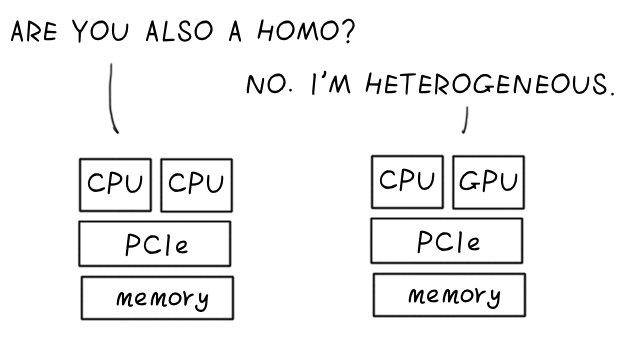 ARE YOU ALSO A HOMO?
NO. I'M HETEROGENEOUS.
CPU CPU
PCIe
memory
CPU GPU
PCIe
memory